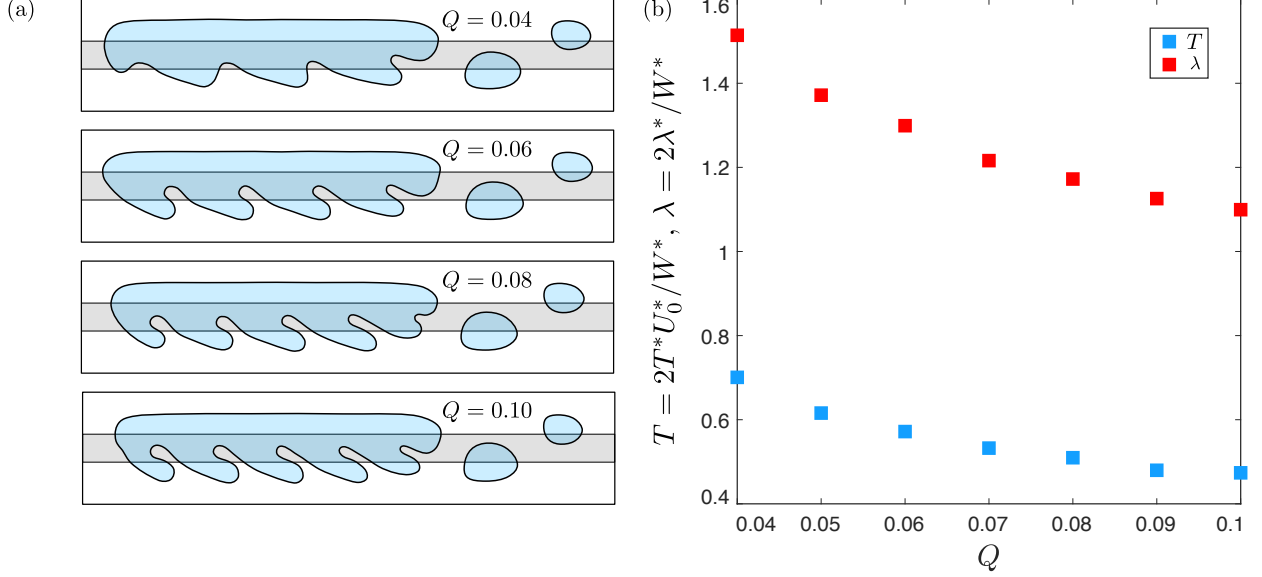 (a)
Q = 0.04
Q = 0.06
Q = 0.08
Q = 0.10
(b)
T = 2T*U₀*/W*, λ = 2λ*/W*
1.6
1.4
1.2
1
0.8
0.6
0.4
0.04 0.05 0.06 0.07 0.08 0.09 0.1
Q
T
λ